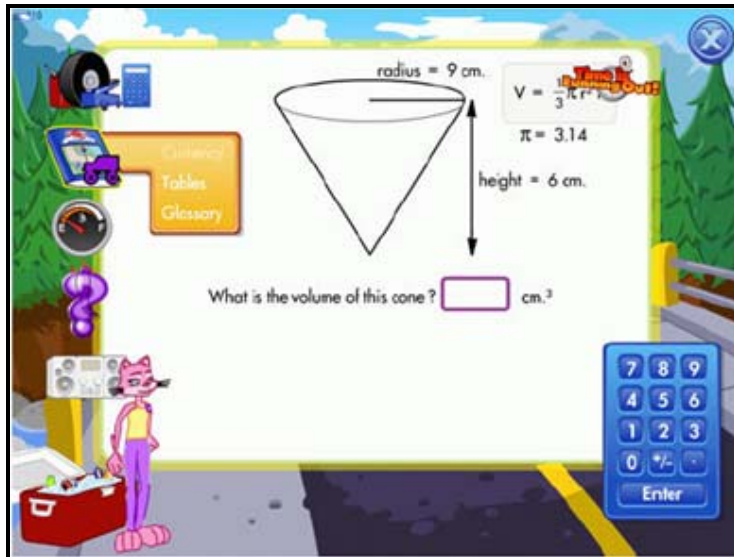 radius = 9 cm.
Time is
Running Out!
V = 1/3 π r²
π = 3.14
Currency
Tables
Glossary
height = 6 cm.
E
F
What is the volume of this cone? cm.³
7 8 9
4 5 6
1 2 3
0 +/- .
Enter
X